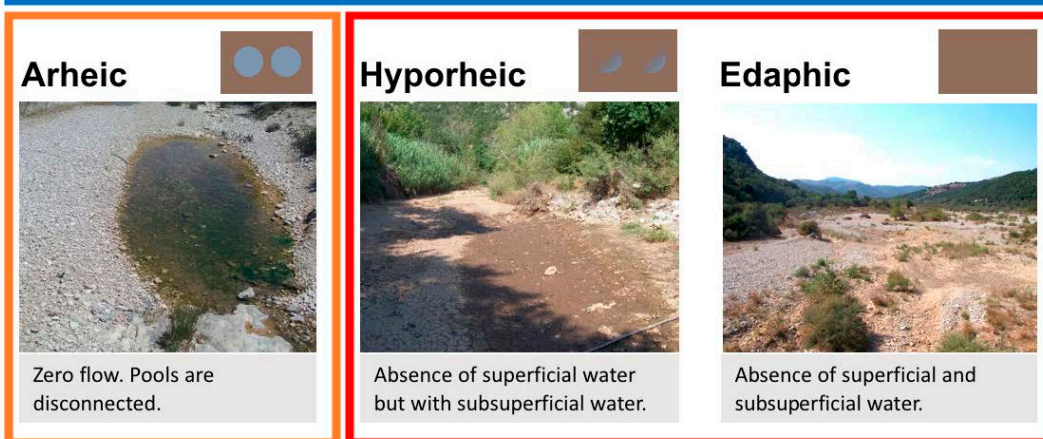 Arheic
Zero flow. Pools are
disconnected.
Hyporheic
Absence of superficial water
but with subsuperficial water.
Edaphic
Absence of superficial and
subsuperficial water.